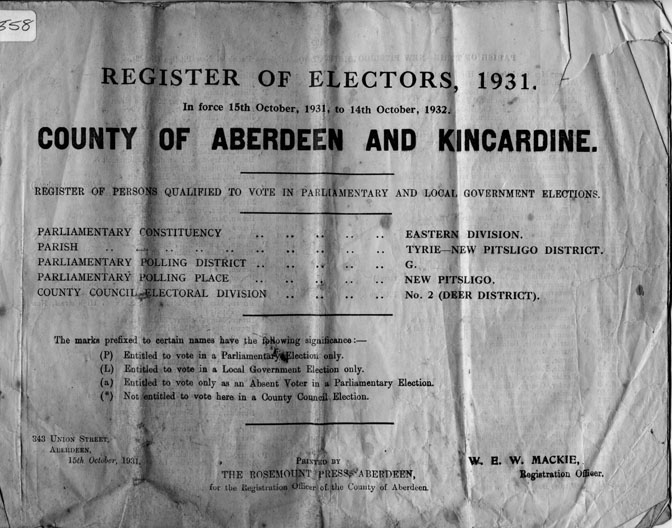 358
REGISTER OF ELECTORS, 1931.
In force 15th October, 1931, to 14th October, 1932.
COUNTY OF ABERDEEN AND KINCARDINE.
REGISTER OF PERSONS QUALIFIED TO VOTE IN PARLIAMENTARY AND LOCAL GOVERNMENT ELECTIONS.
PARLIAMENTARY CONSTITUENCY .. .. .. .. .. EASTERN DIVISION.
PARISH .. .. .. .. .. .. .. .. .. .. TYRIE—NEW PITSLIGO DISTRICT.
PARLIAMENTARY POLLING DISTRICT .. .. .. .. .. G.
PARLIAMENTARY POLLING PLACE .. .. .. .. .. NEW PITSLIGO.
COUNTY COUNCIL ELECTORAL DIVISION .. .. .. .. No. 2 (DEER DISTRICT).
The marks prefixed to certain names have the following significance:—
(P) Entitled to vote in a Parliamentary Election only.
(L) Entitled to vote in a Local Government Election only.
(a) Entitled to vote only as an Absent Voter in a Parliamentary Election.
(*) Not entitled to vote here in a County Council Election.
343 UNION STREET,
ABERDEEN,
15th October, 1931.
PRINTED BY
THE ROSEMOUNT PRESS, ABERDEEN,
for the Registration Officer of the County of Aberdeen.
W. E. W. MACKIE,
Registration Officer.